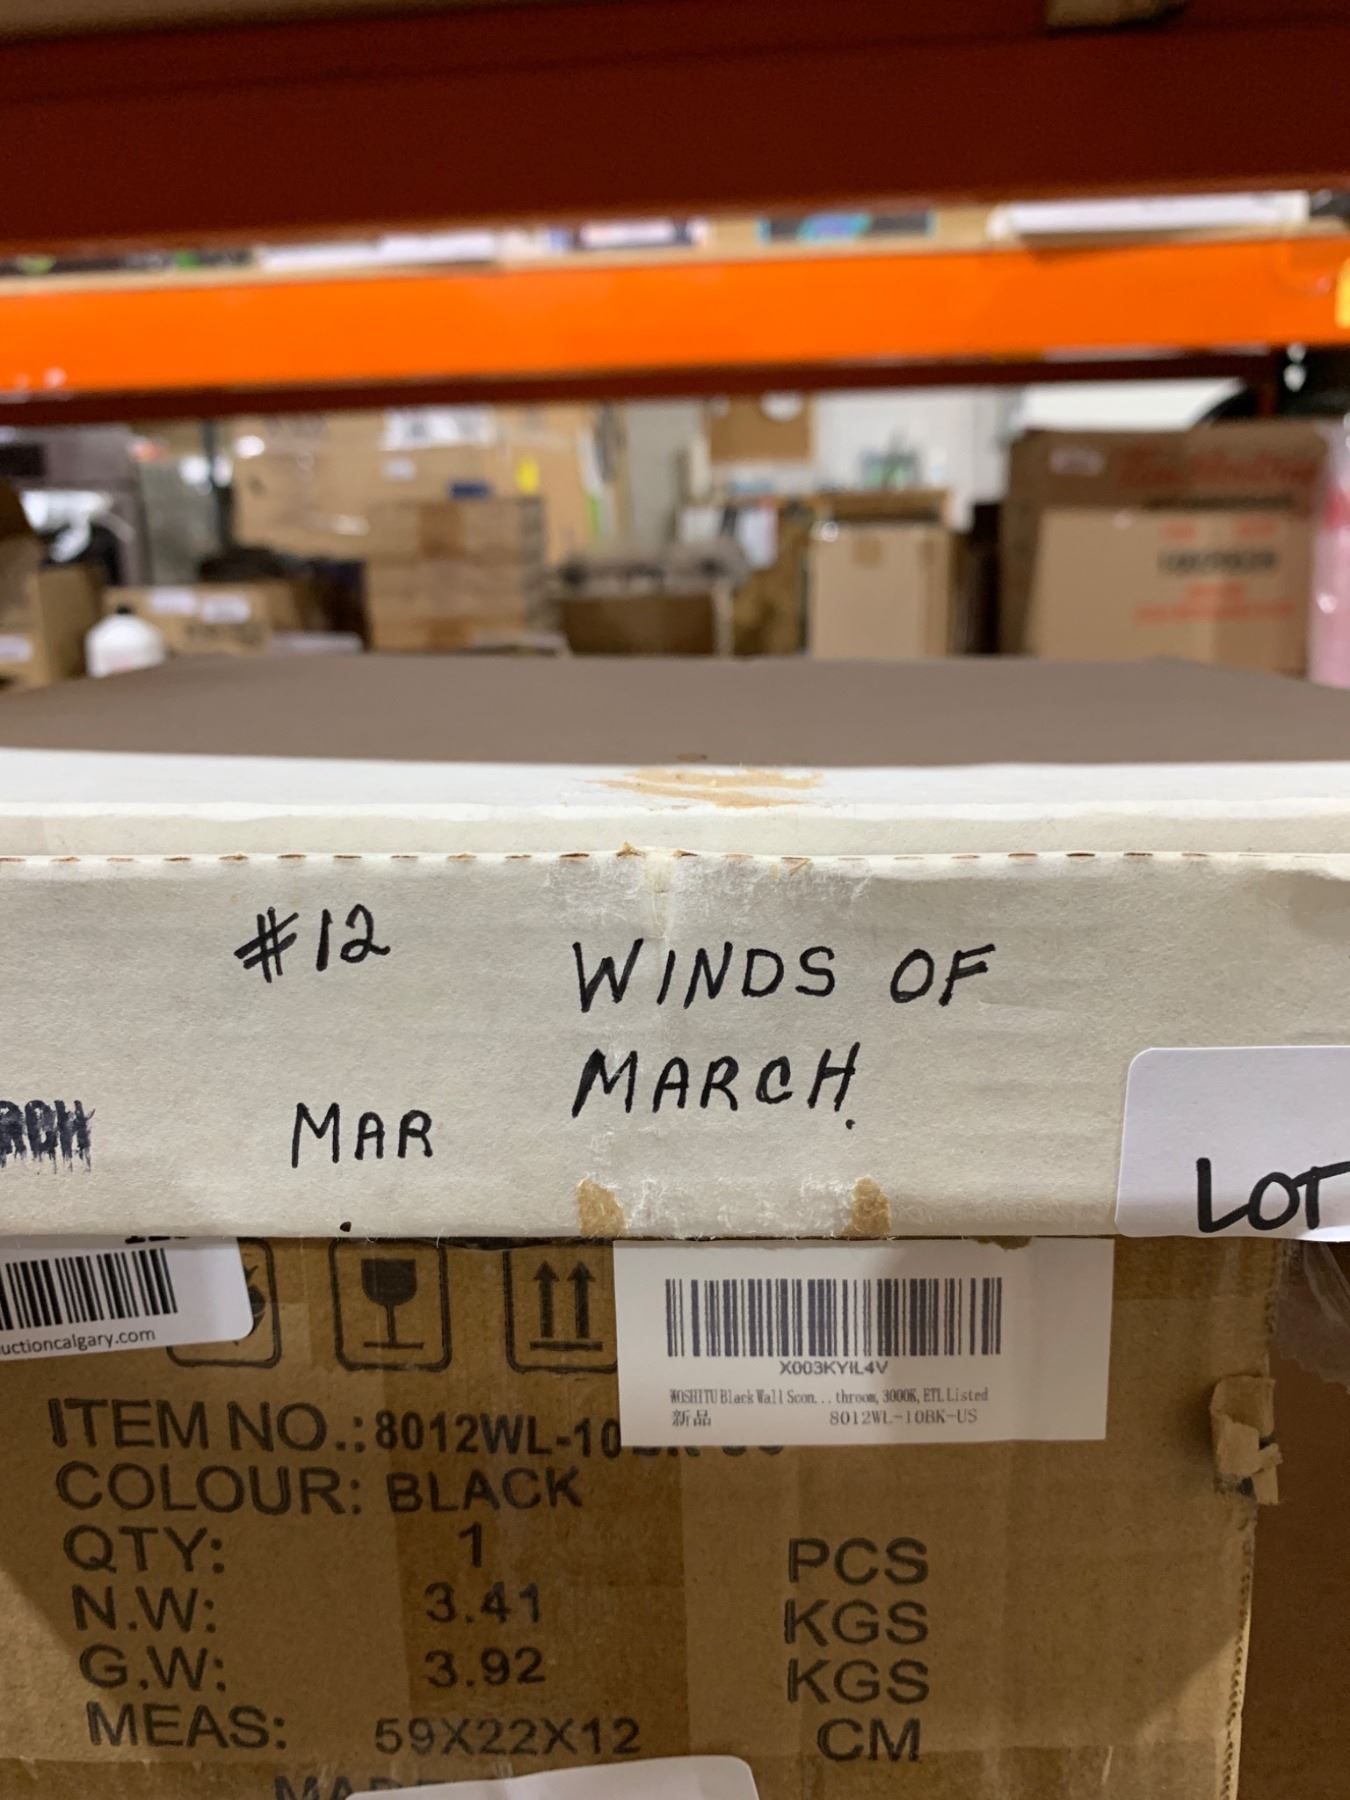 #12 WINDS OF
MARCH.
MAR
LOT
uctioncalgary.com
X003KYIL4V
WOSHITU Black Wall Scon... throom, 3000K, ETL Listed
新品 8012WL-10BK-US
ITEM NO.: 8012WL-10
COLOUR: BLACK
QTY: 1 PCS
N.W: 3.41 KGS
G.W: 3.92 KGS
MEAS: 59X22X12 CM